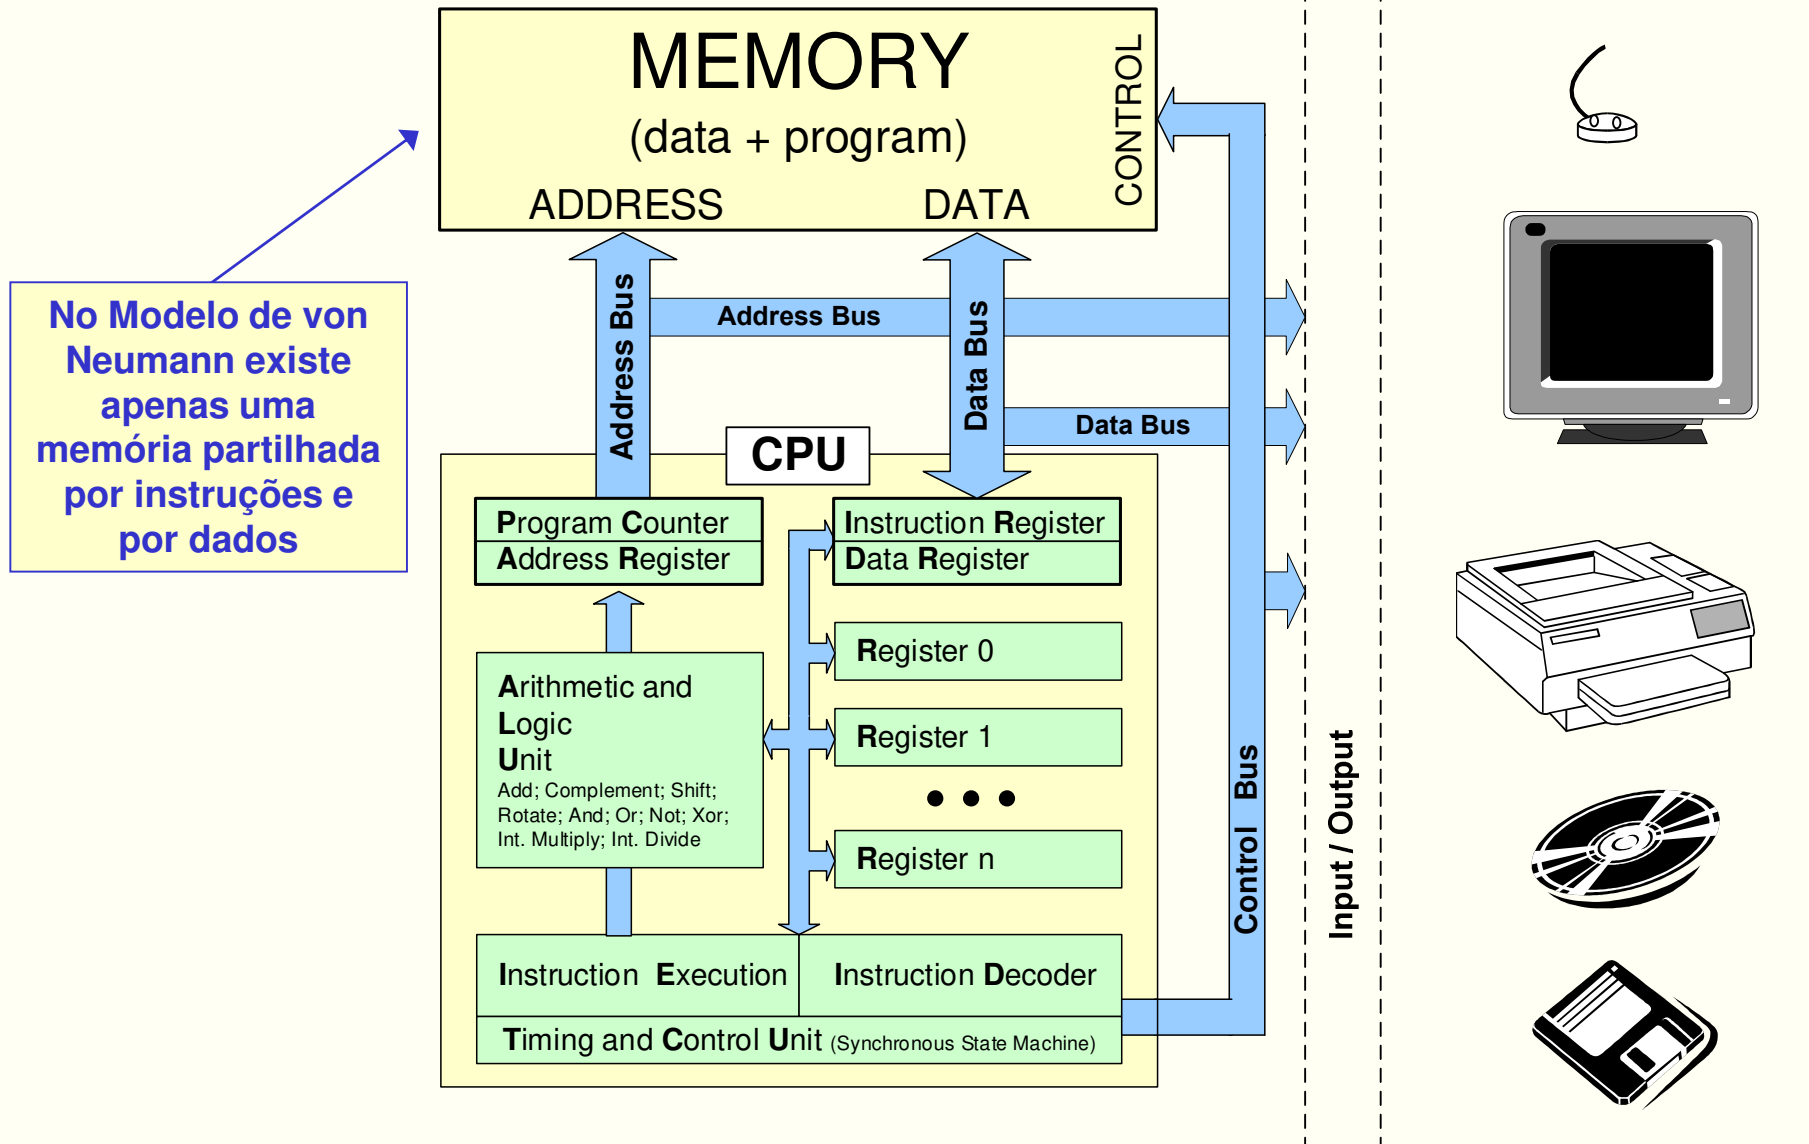 MEMORY
(data + program)
CONTROL
ADDRESS
DATA
No Modelo de von
Neumann existe
apenas uma
memória partilhada
por instruções e
por dados
Address Bus
Address Bus
Data Bus
Data Bus
CPU
Program Counter
Address Register
Instruction Register
Data Register
Register 0
Arithmetic and
Logic
Unit
Add; Complement; Shift;
Rotate; And; Or; Not; Xor;
Int. Multiply; Int. Divide
Register 1
• • •
Register n
Control Bus
Input / Output
Instruction Execution
Instruction Decoder
Timing and Control Unit (Synchronous State Machine)